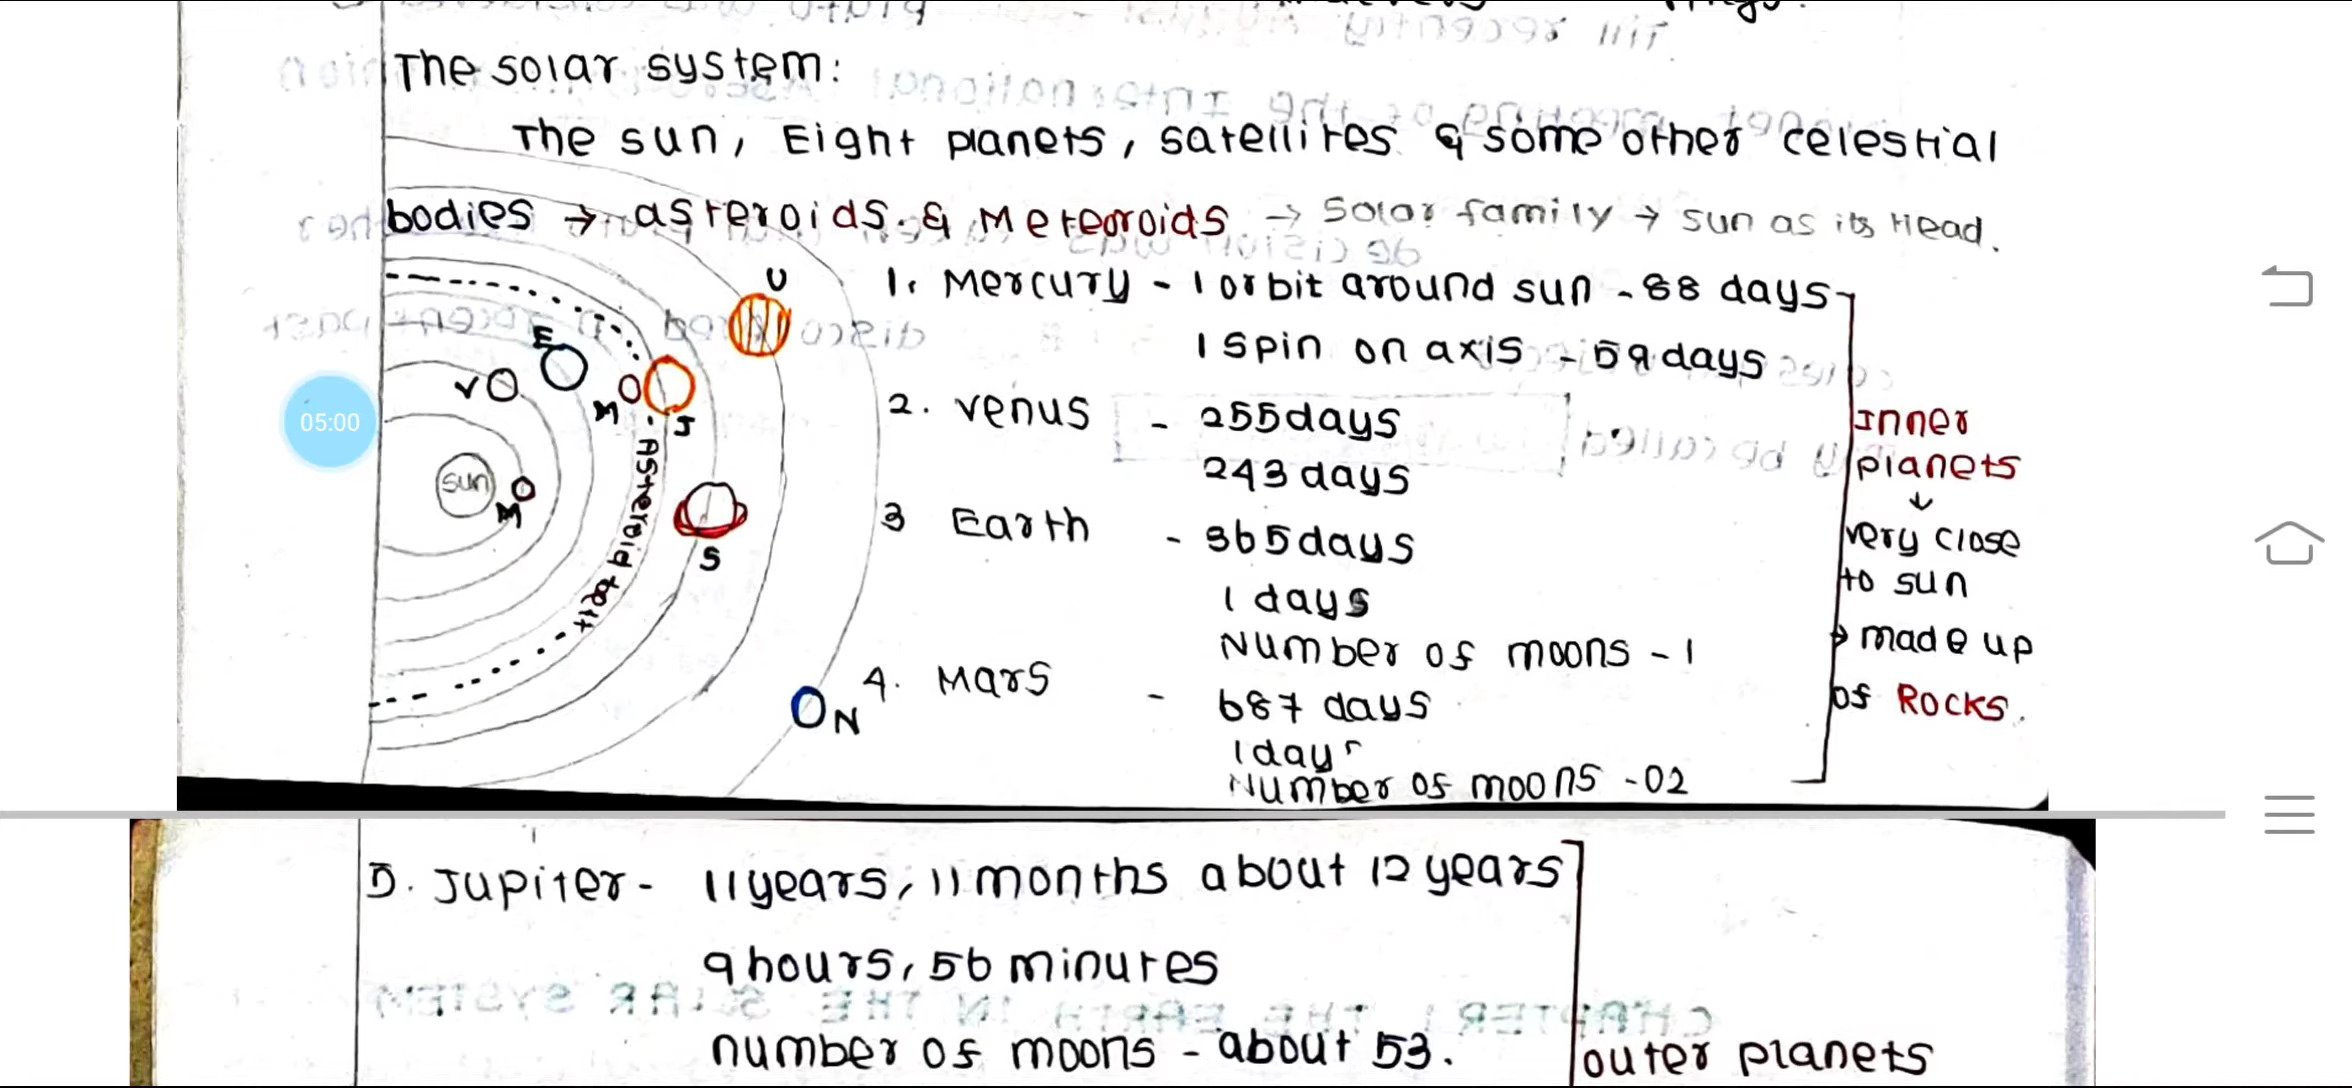 The solar system:
The sun, Eight planets, satellites & some other celestial
bodies → asteroids & Meteoroids → Solar family → sun as its Head.
U
1. Mercury - 1 orbit around sun - 88 days
1 spin on axis - 59 days
E
V
M
J
2. Venus - 255 days
243 days
Inner
planets
↓
very close
to sun
→ made up
of Rocks.
05:00
sun
M
Asteroid belt
S
3 Earth - 365 days
1 days
Number of moons - 1
N
4. Mars - 687 days
1 day
Number of moons - 02
5. Jupiter - 11 years, 11 months about 12 years
9 hours, 56 minutes
number of moons - about 53.
outer planets